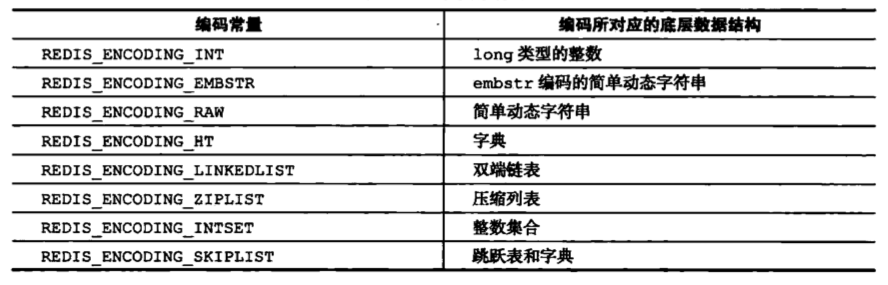 编码常量 编码所对应的底层数据结构
REDIS_ENCODING_INT long 类型的整数
REDIS_ENCODING_EMBSTR embstr 编码的简单动态字符串
REDIS_ENCODING_RAW 简单动态字符串
REDIS_ENCODING_HT 字典
REDIS_ENCODING_LINKEDLIST 双端链表
REDIS_ENCODING_ZIPLIST 压缩列表
REDIS_ENCODING_INTSET 整数集合
REDIS_ENCODING_SKIPLIST 跳跃表和字典